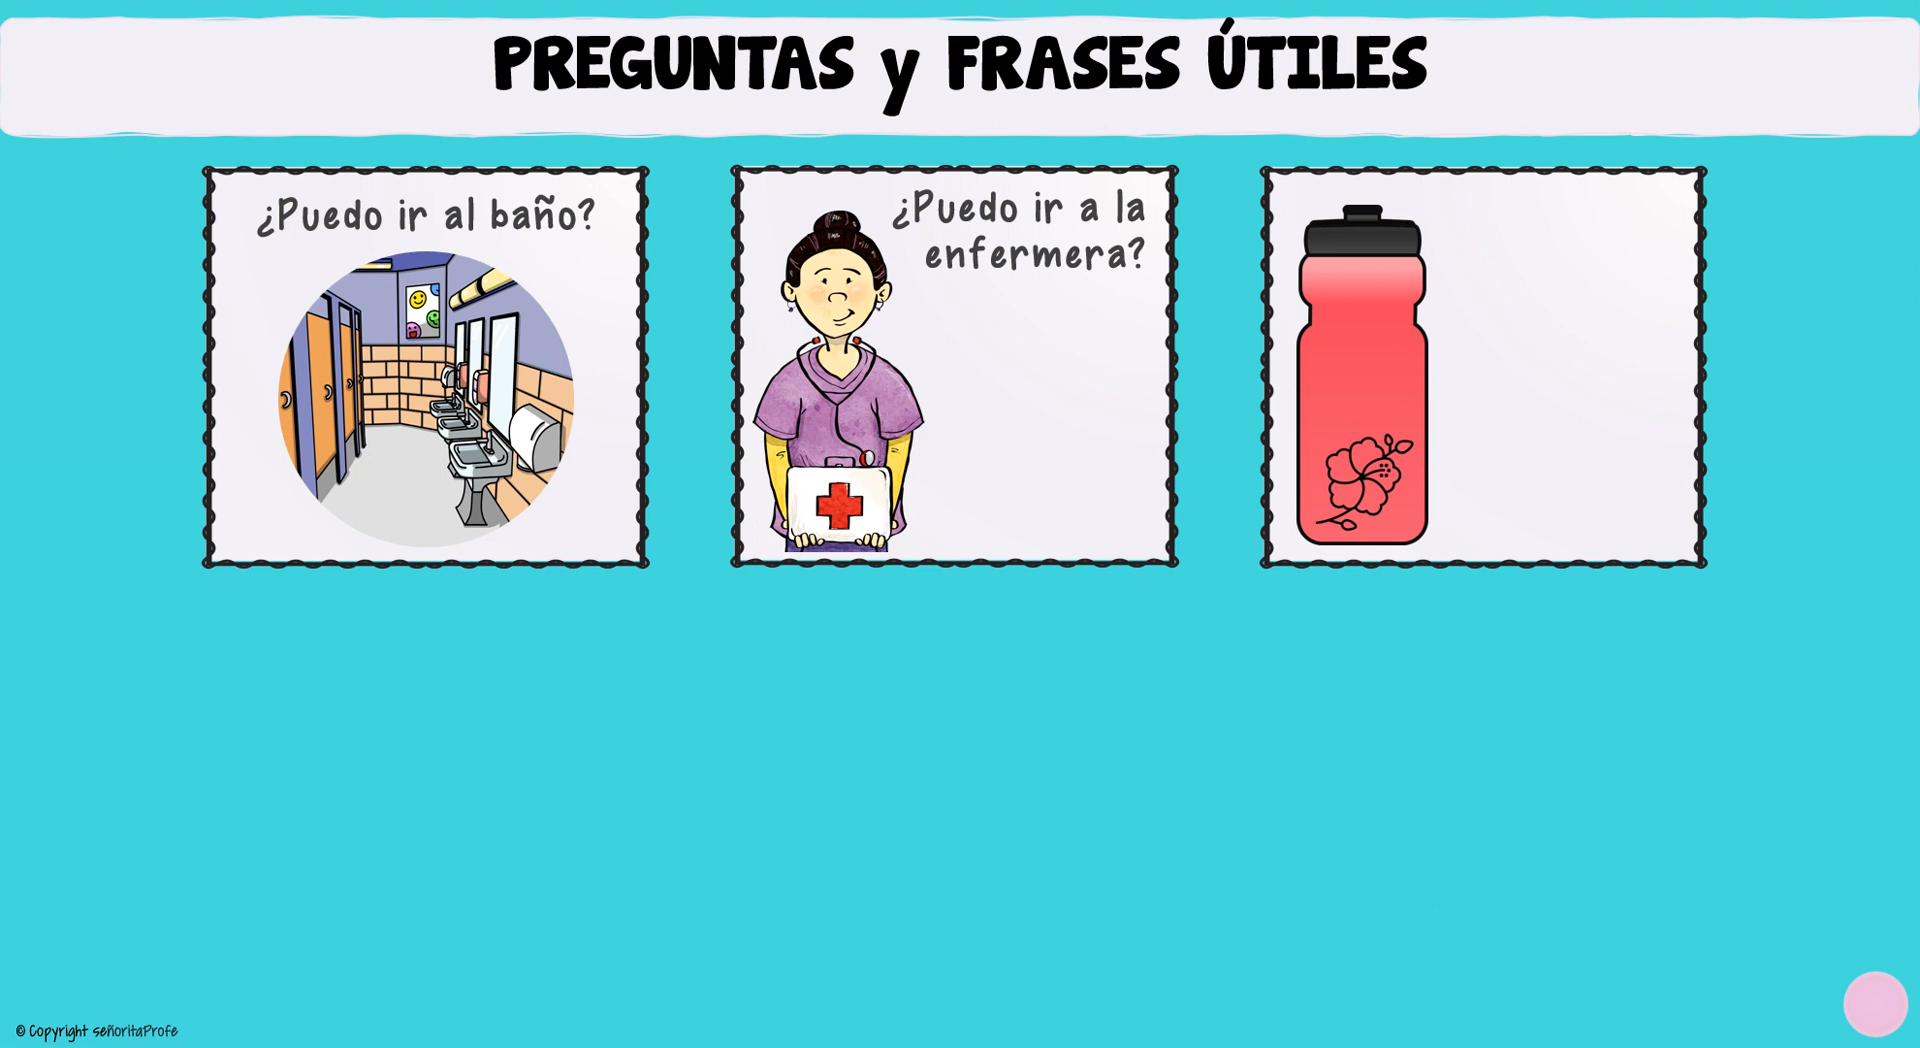 PREGUNTAS y FRASES ÚTILES
¿Puedo ir al baño?
¿Puedo ir a la
enfermera?
© Copyright señoritaProfe